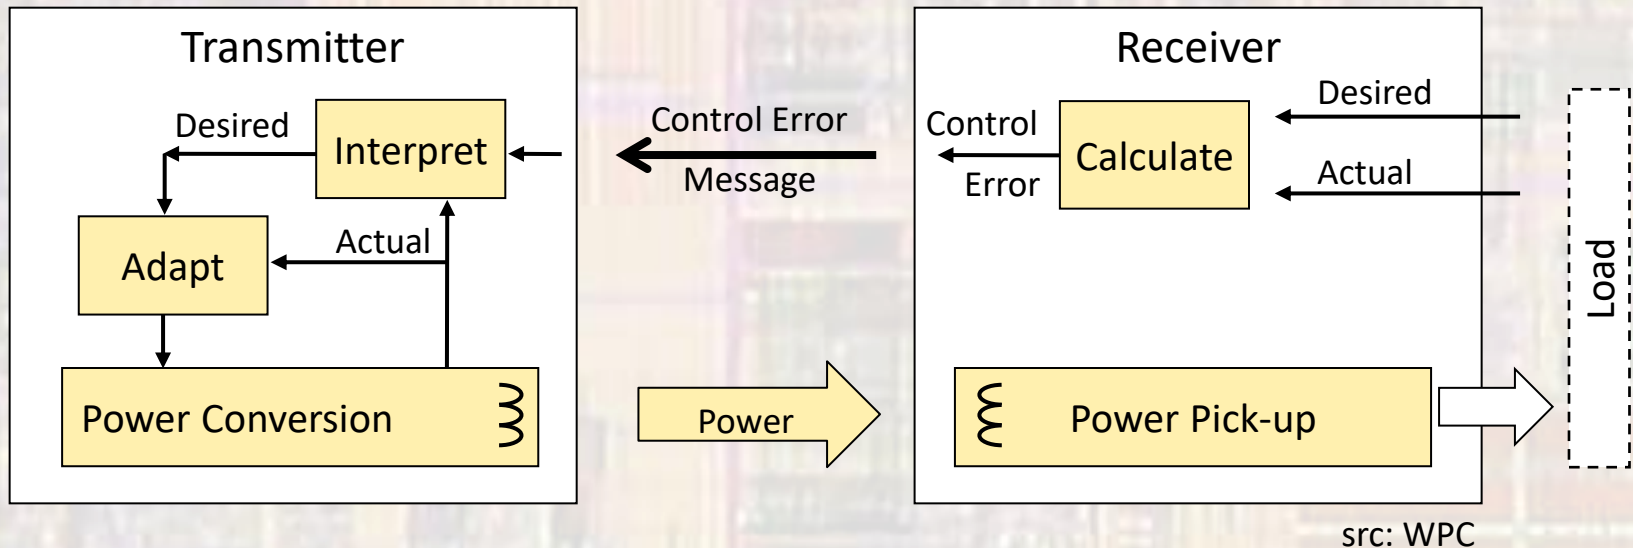 Transmitter
Desired
Interpret
Actual
Adapt
Power Conversion
Control Error
Message
Power
Receiver
Control
Error
Calculate
Desired
Actual
Power Pick-up
Load
src: WPC